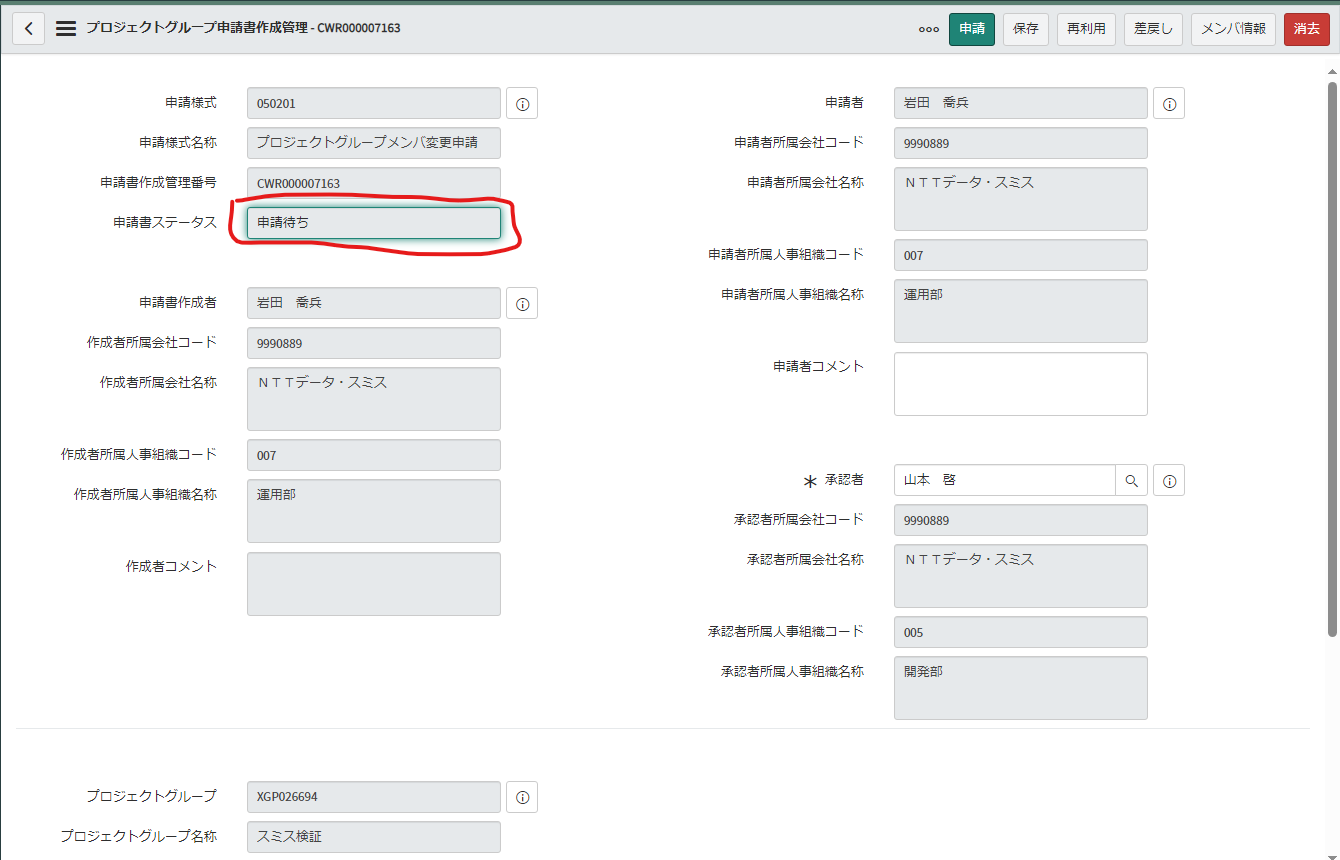 プロジェクトグループ申請書作成管理 - CWR000007163
申請
保存
再利用
差戻し
メンバ情報
消去
申請様式
050201
申請様式名称
プロジェクトグループメンバ変更申請
申請書作成管理番号
CWR000007163
申請書ステータス
申請待ち
申請書作成者
岩田　喬兵
作成者所属会社コード
9990889
作成者所属会社名称
ＮＴＴデータ・スミス
作成者所属人事組織コード
007
作成者所属人事組織名称
運用部
作成者コメント
申請者
岩田　喬兵
申請者所属会社コード
9990889
申請者所属会社名称
ＮＴＴデータ・スミス
申請者所属人事組織コード
007
申請者所属人事組織名称
運用部
申請者コメント
＊ 承認者
山本　啓
承認者所属会社コード
9990889
承認者所属会社名称
ＮＴＴデータ・スミス
承認者所属人事組織コード
005
承認者所属人事組織名称
開発部
プロジェクトグループ
XGP026694
プロジェクトグループ名称
スミス検証